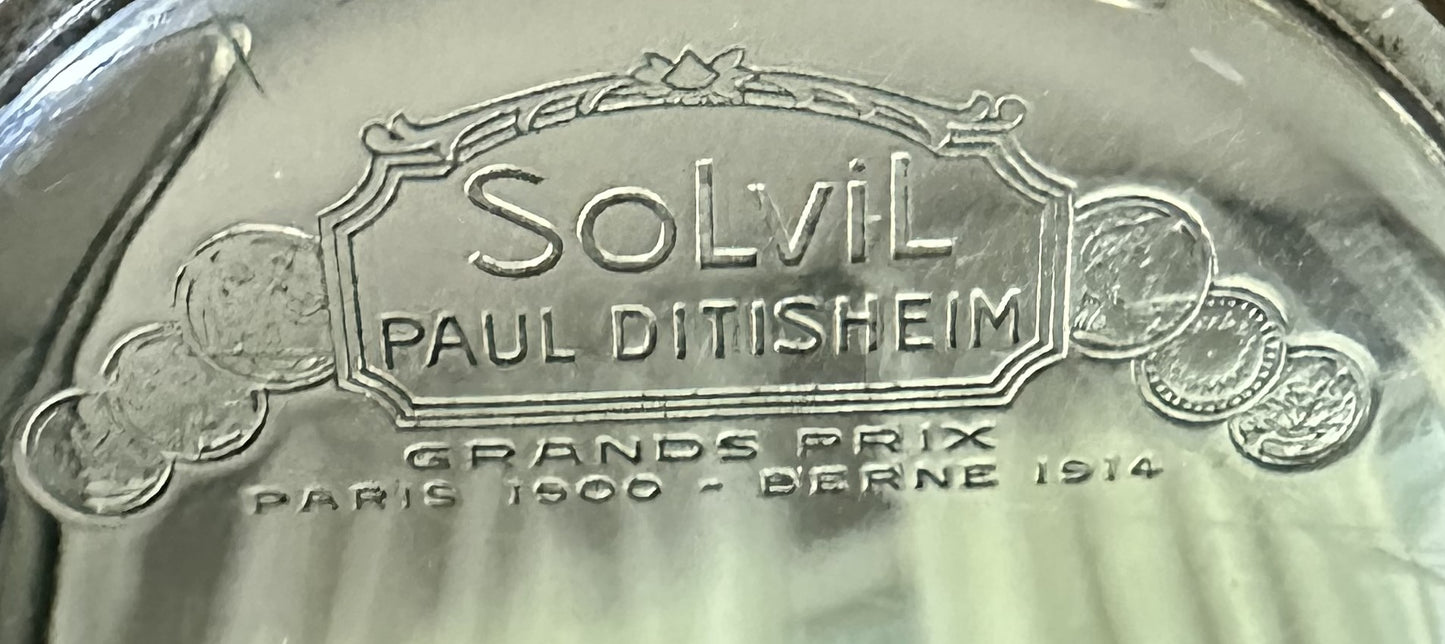 SOLViL
PAUL DITISHEIM
GRANDS PRIX
PARIS 1900 - BERNE 1914